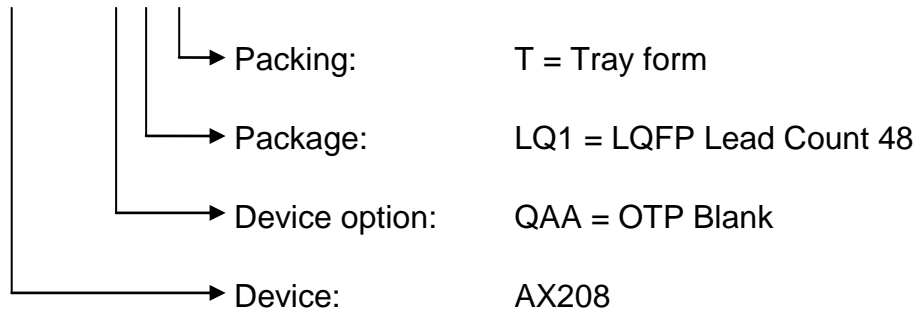 Packing: T = Tray form
Package: LQ1 = LQFP Lead Count 48
Device option: QAA = OTP Blank
Device: AX208